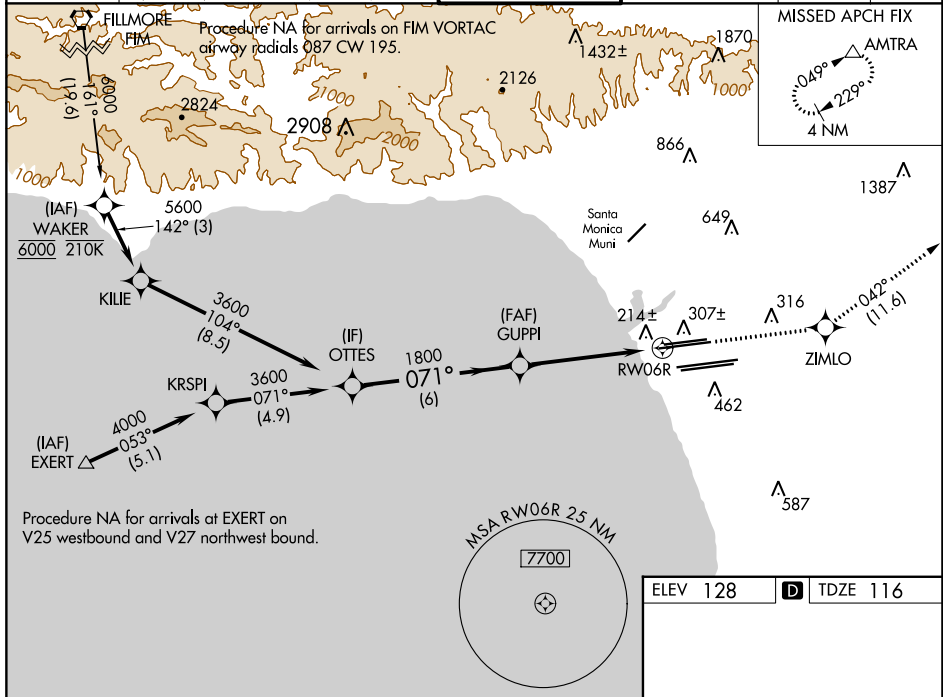 FILLMORE
FIM
Procedure NA for arrivals on FIM VORTAC
airway radials 087 CW 195.
MISSED APCH FIX
AMTRA
049°
229°
4 NM
1432±
1870
2126
1000
1000
6000
161°
(19.6)
2824
1000
2908
2000
866
1387
1000
(IAF)
WAKER
6000 210K
5600
142° (3)
Santa
Monica
Muni
649
KILIE
3600
104°
(8.5)
042°
(11.6)
(IF)
OTTES
(FAF)
GUPPI
214±
307±
316
ZIMLO
RW06R
1800
071°
(6)
KRSPI
3600
071°
(4.9)
462
4000
053°
(5.1)
(IAF)
EXERT
587
Procedure NA for arrivals at EXERT on
V25 westbound and V27 northwest bound.
MSA RW06R 25 NM
7700
ELEV 128 D TDZE 116